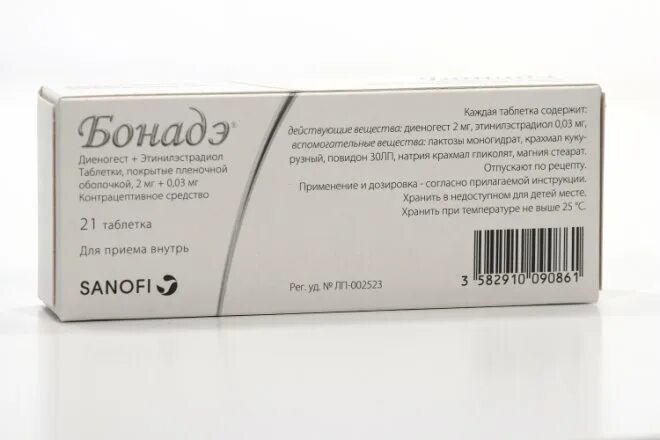 Бонадэ®
Диеногест + Этинилэстрадиол
Таблетки, покрытые пленочной
оболочкой, 2 мг + 0,03 мг
Контрацептивное средство
21 таблетка
Для приема внутрь
SANOFI
Каждая таблетка содержит:
действующие вещества: диеногест 2 мг, этинилэстрадиол 0,03 мг,
вспомогательные вещества: лактозы моногидрат, крахмал куку-
рузный, повидон 30ЛП, натрия крахмал гликолят, магния стеарат.
Отпускают по рецепту.
Применение и дозировка - согласно прилагаемой инструкции.
Хранить в недоступном для детей месте.
Хранить при температуре не выше 25 °С.
Рег. уд. № ЛП-002523
3 582910 090861